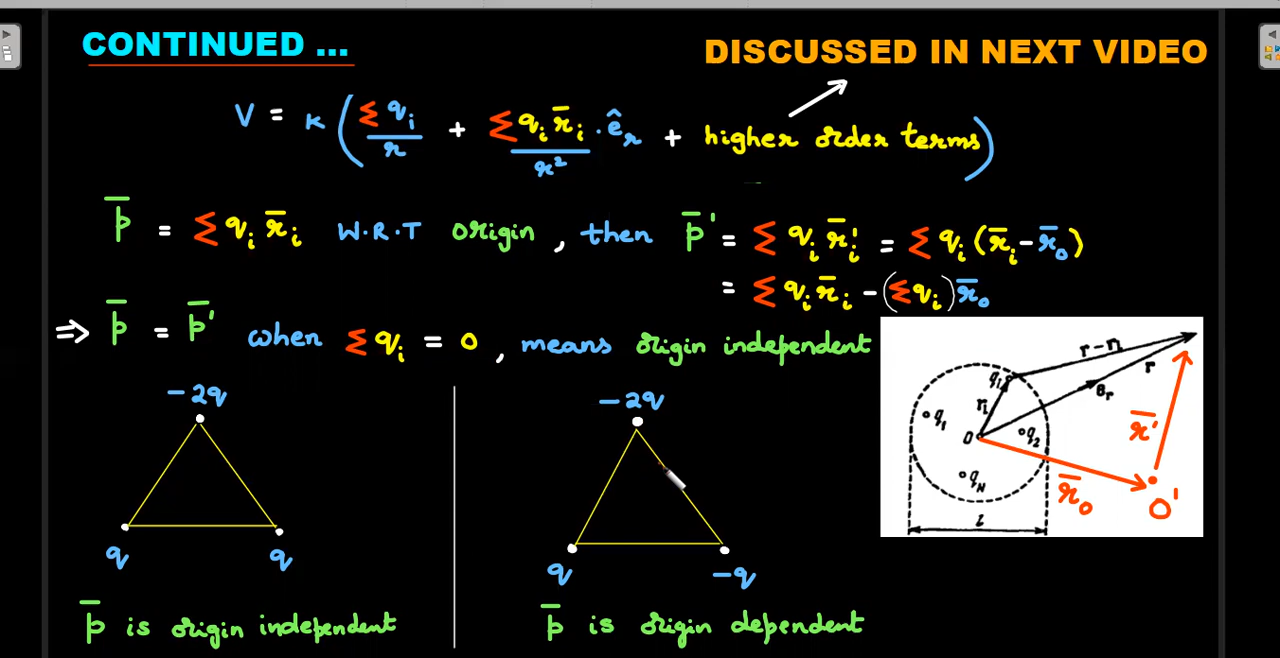 CONTINUED ...
DISCUSSED IN NEXT VIDEO
V = K ( Σ qᵢ / r + Σ qᵢ r̄ᵢ / r² · êᵣ + higher order terms )
p̄ = Σ qᵢ r̄ᵢ W.R.T origin , then p̄' = Σ qᵢ r̄ᵢ' = Σ qᵢ ( r̄ᵢ - r̄₀ )
= Σ qᵢ r̄ᵢ - ( Σ qᵢ ) r̄₀
⇒ p̄ = p̄' when Σ qᵢ = 0 , means origin independent
-2q
q q
p̄ is origin independent
-2q
q -q
p̄ is origin dependent
r-rᵢ
r
qᵢ
eᵣ
rᵢ
q₁
O
q₂
q_N
l
r̄'
r̄₀
O'